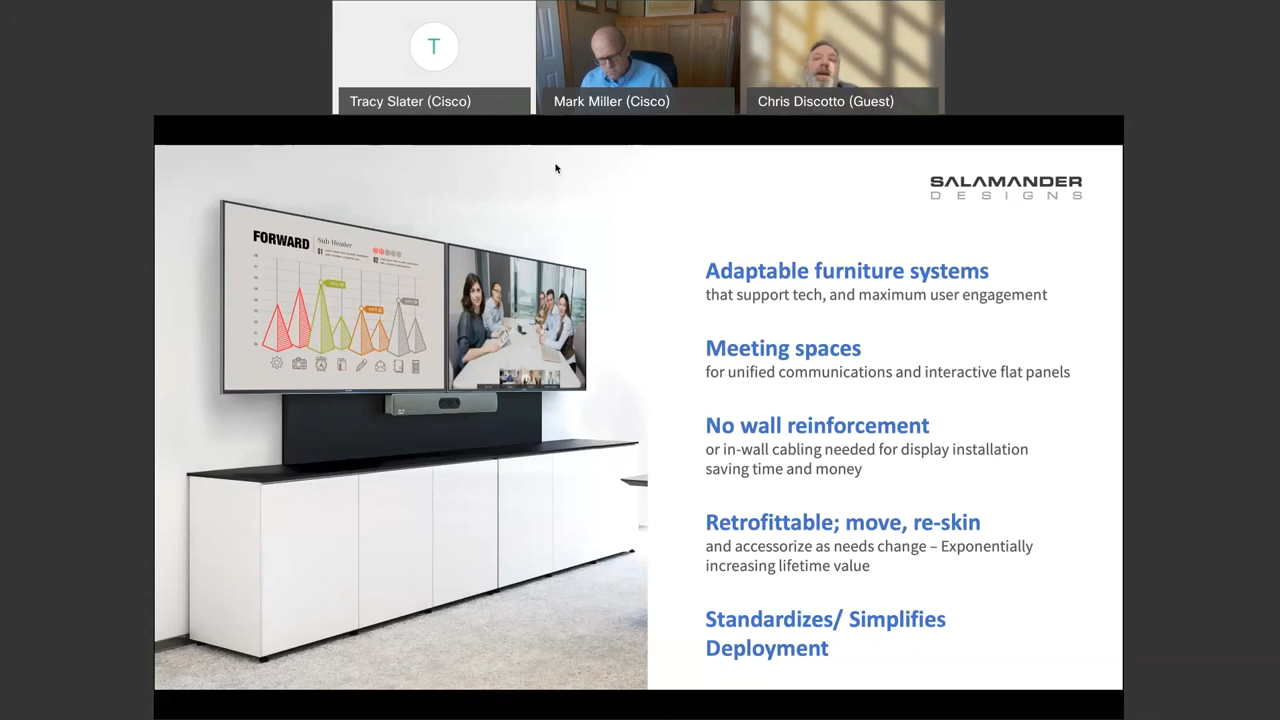 T
Tracy Slater (Cisco)
Mark Miller (Cisco)
Chris Discotto (Guest)
SALAMANDER
DESIGNS
FORWARD
Sub Header
01
02
Adaptable furniture systems
that support tech, and maximum user engagement
Meeting spaces
for unified communications and interactive flat panels
No wall reinforcement
or in-wall cabling needed for display installation
saving time and money
Retrofittable; move, re-skin
and accessorize as needs change – Exponentially
increasing lifetime value
Standardizes/ Simplifies
Deployment